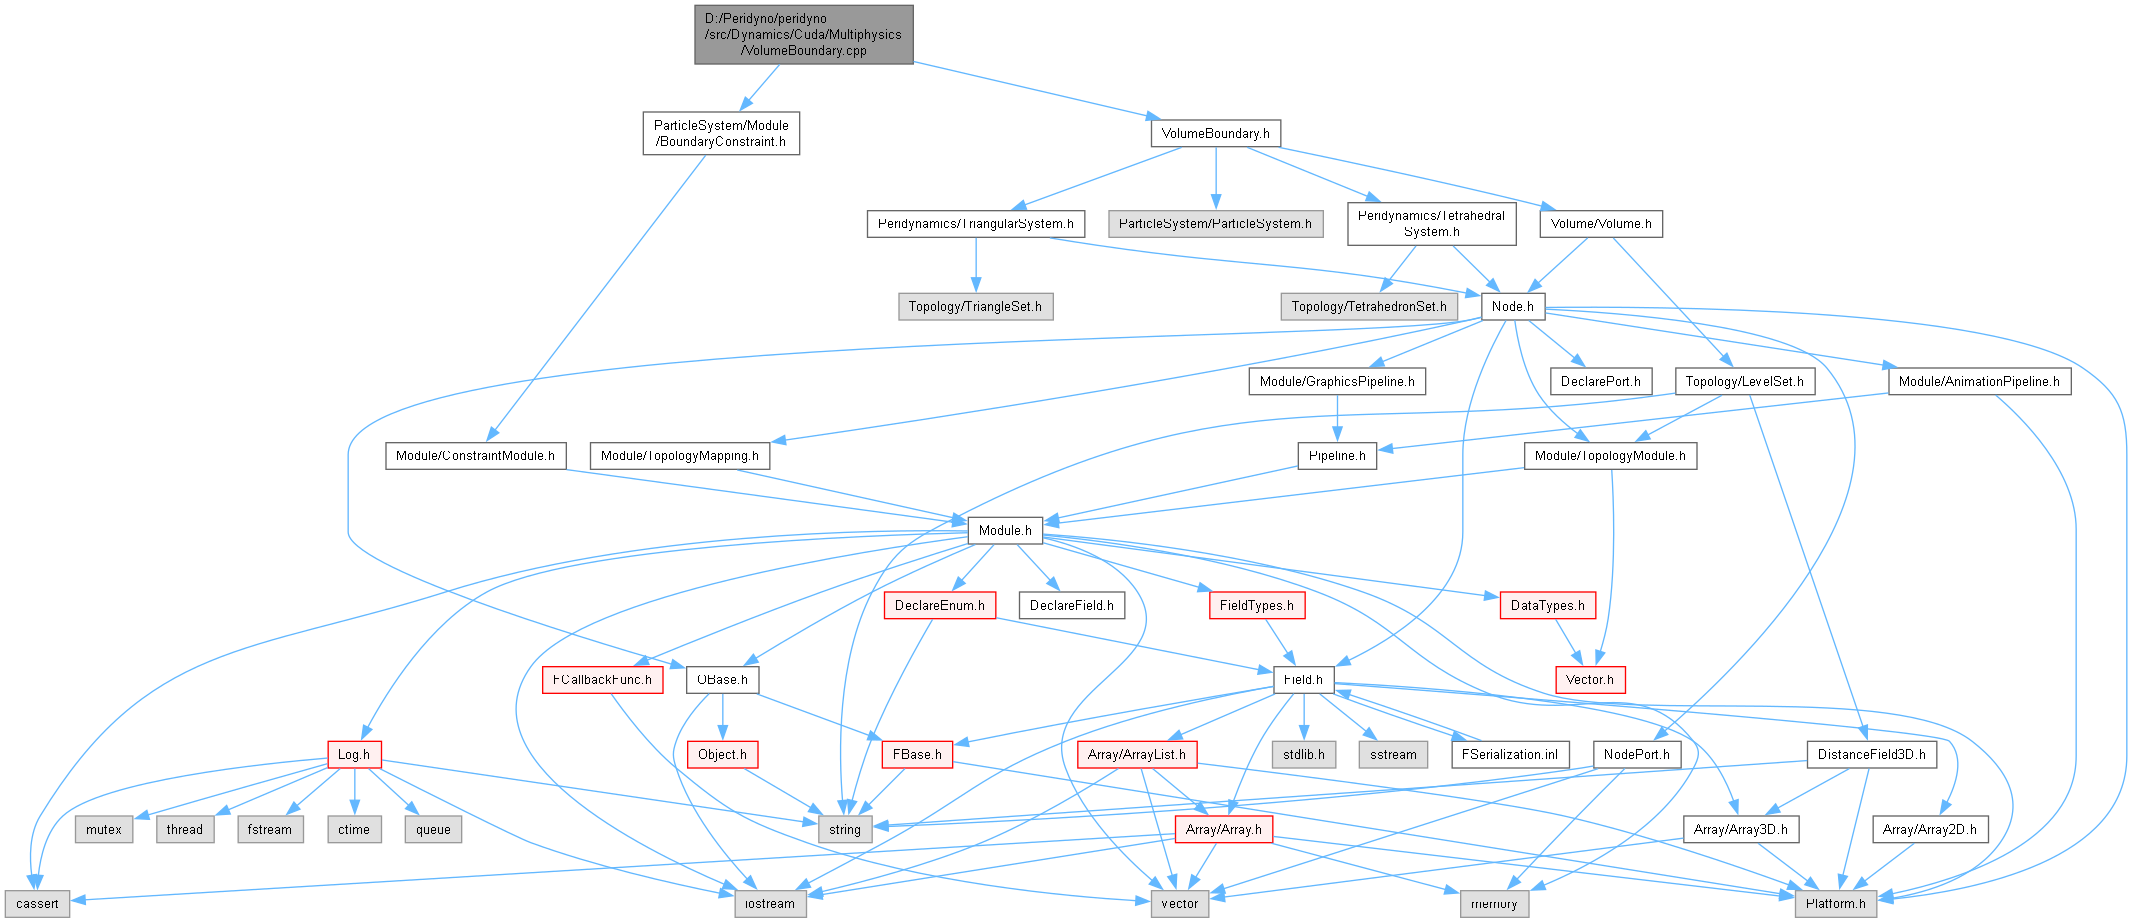 D:/Peridyno/peridyno
/src/Dynamics/Cuda/Multiphysics
/VolumeBoundary.cpp
ParticleSystem/Module
/BoundaryConstraint.h
VolumeBoundary.h
Peridynamics/TriangularSystem.h
ParticleSystem/ParticleSystem.h
Peridynamics/Tetrahedral
System.h
Volume/Volume.h
Topology/TriangleSet.h
Topology/TetrahedronSet.h
Node.h
Module/GraphicsPipeline.h
DeclarePort.h
Topology/LevelSet.h
Module/AnimationPipeline.h
Module/ConstraintModule.h
Module/TopologyMapping.h
Pipeline.h
Module/TopologyModule.h
Module.h
DeclareEnum.h
DeclareField.h
FieldTypes.h
DataTypes.h
FCallbackFunc.h
OBase.h
Field.h
Vector.h
Log.h
Object.h
FBase.h
Array/ArrayList.h
stdlib.h
sstream
FSerialization.inl
NodePort.h
DistanceField3D.h
mutex
thread
fstream
ctime
queue
string
Array/Array.h
Array/Array3D.h
Array/Array2D.h
cassert
iostream
vector
memory
Platform.h